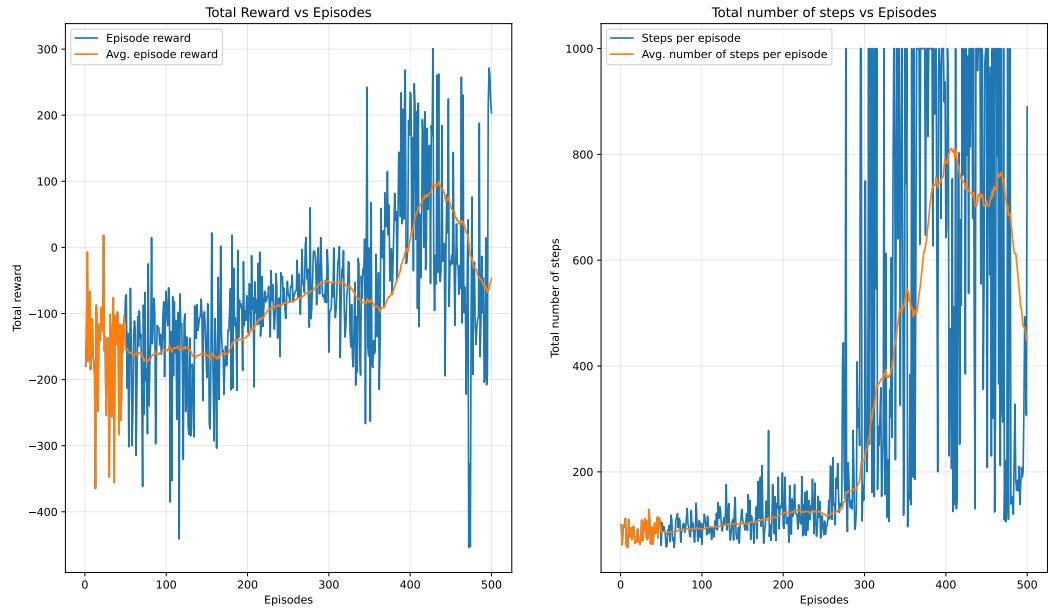 Total Reward vs Episodes
Episode reward
Avg. episode reward
300
200
100
0
−100
−200
−300
−400
Total reward
0
100
200
300
400
500
Episodes
Total number of steps vs Episodes
Steps per episode
Avg. number of steps per episode
1000
800
600
400
200
Total number of steps
0
100
200
300
400
500
Episodes